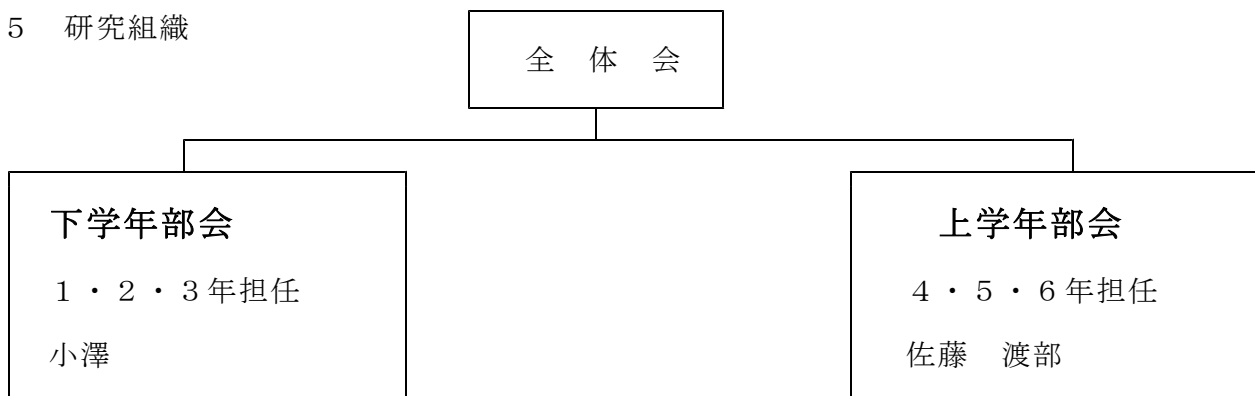 ５　研究組織
全　体　会
下学年部会
１・２・３年担任
小澤
上学年部会
４・５・６年担任
佐藤　渡部